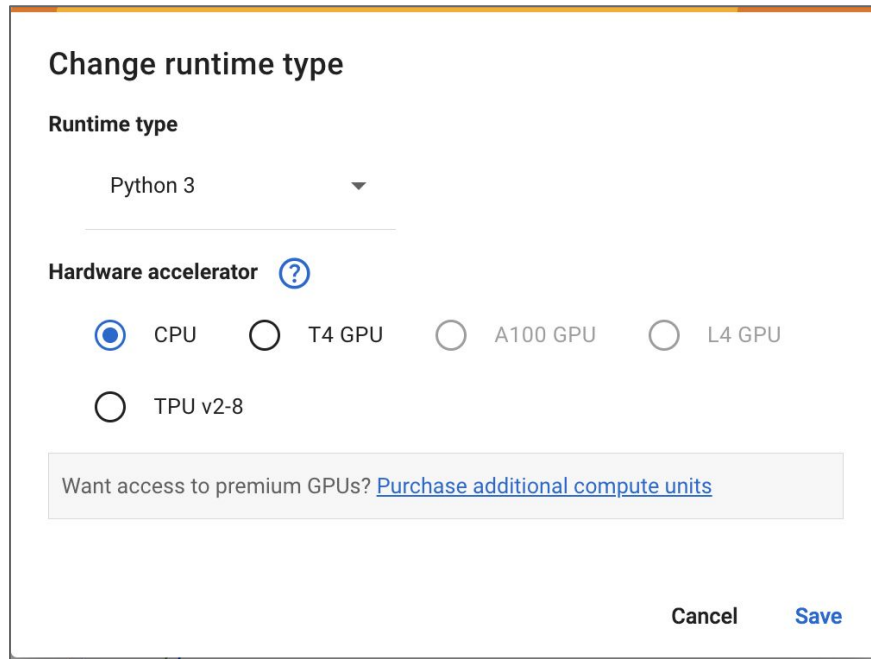 Change runtime type
Runtime type
Python 3
Hardware accelerator ?
CPU T4 GPU A100 GPU L4 GPU
TPU v2-8
Want access to premium GPUs? Purchase additional compute units
Cancel Save